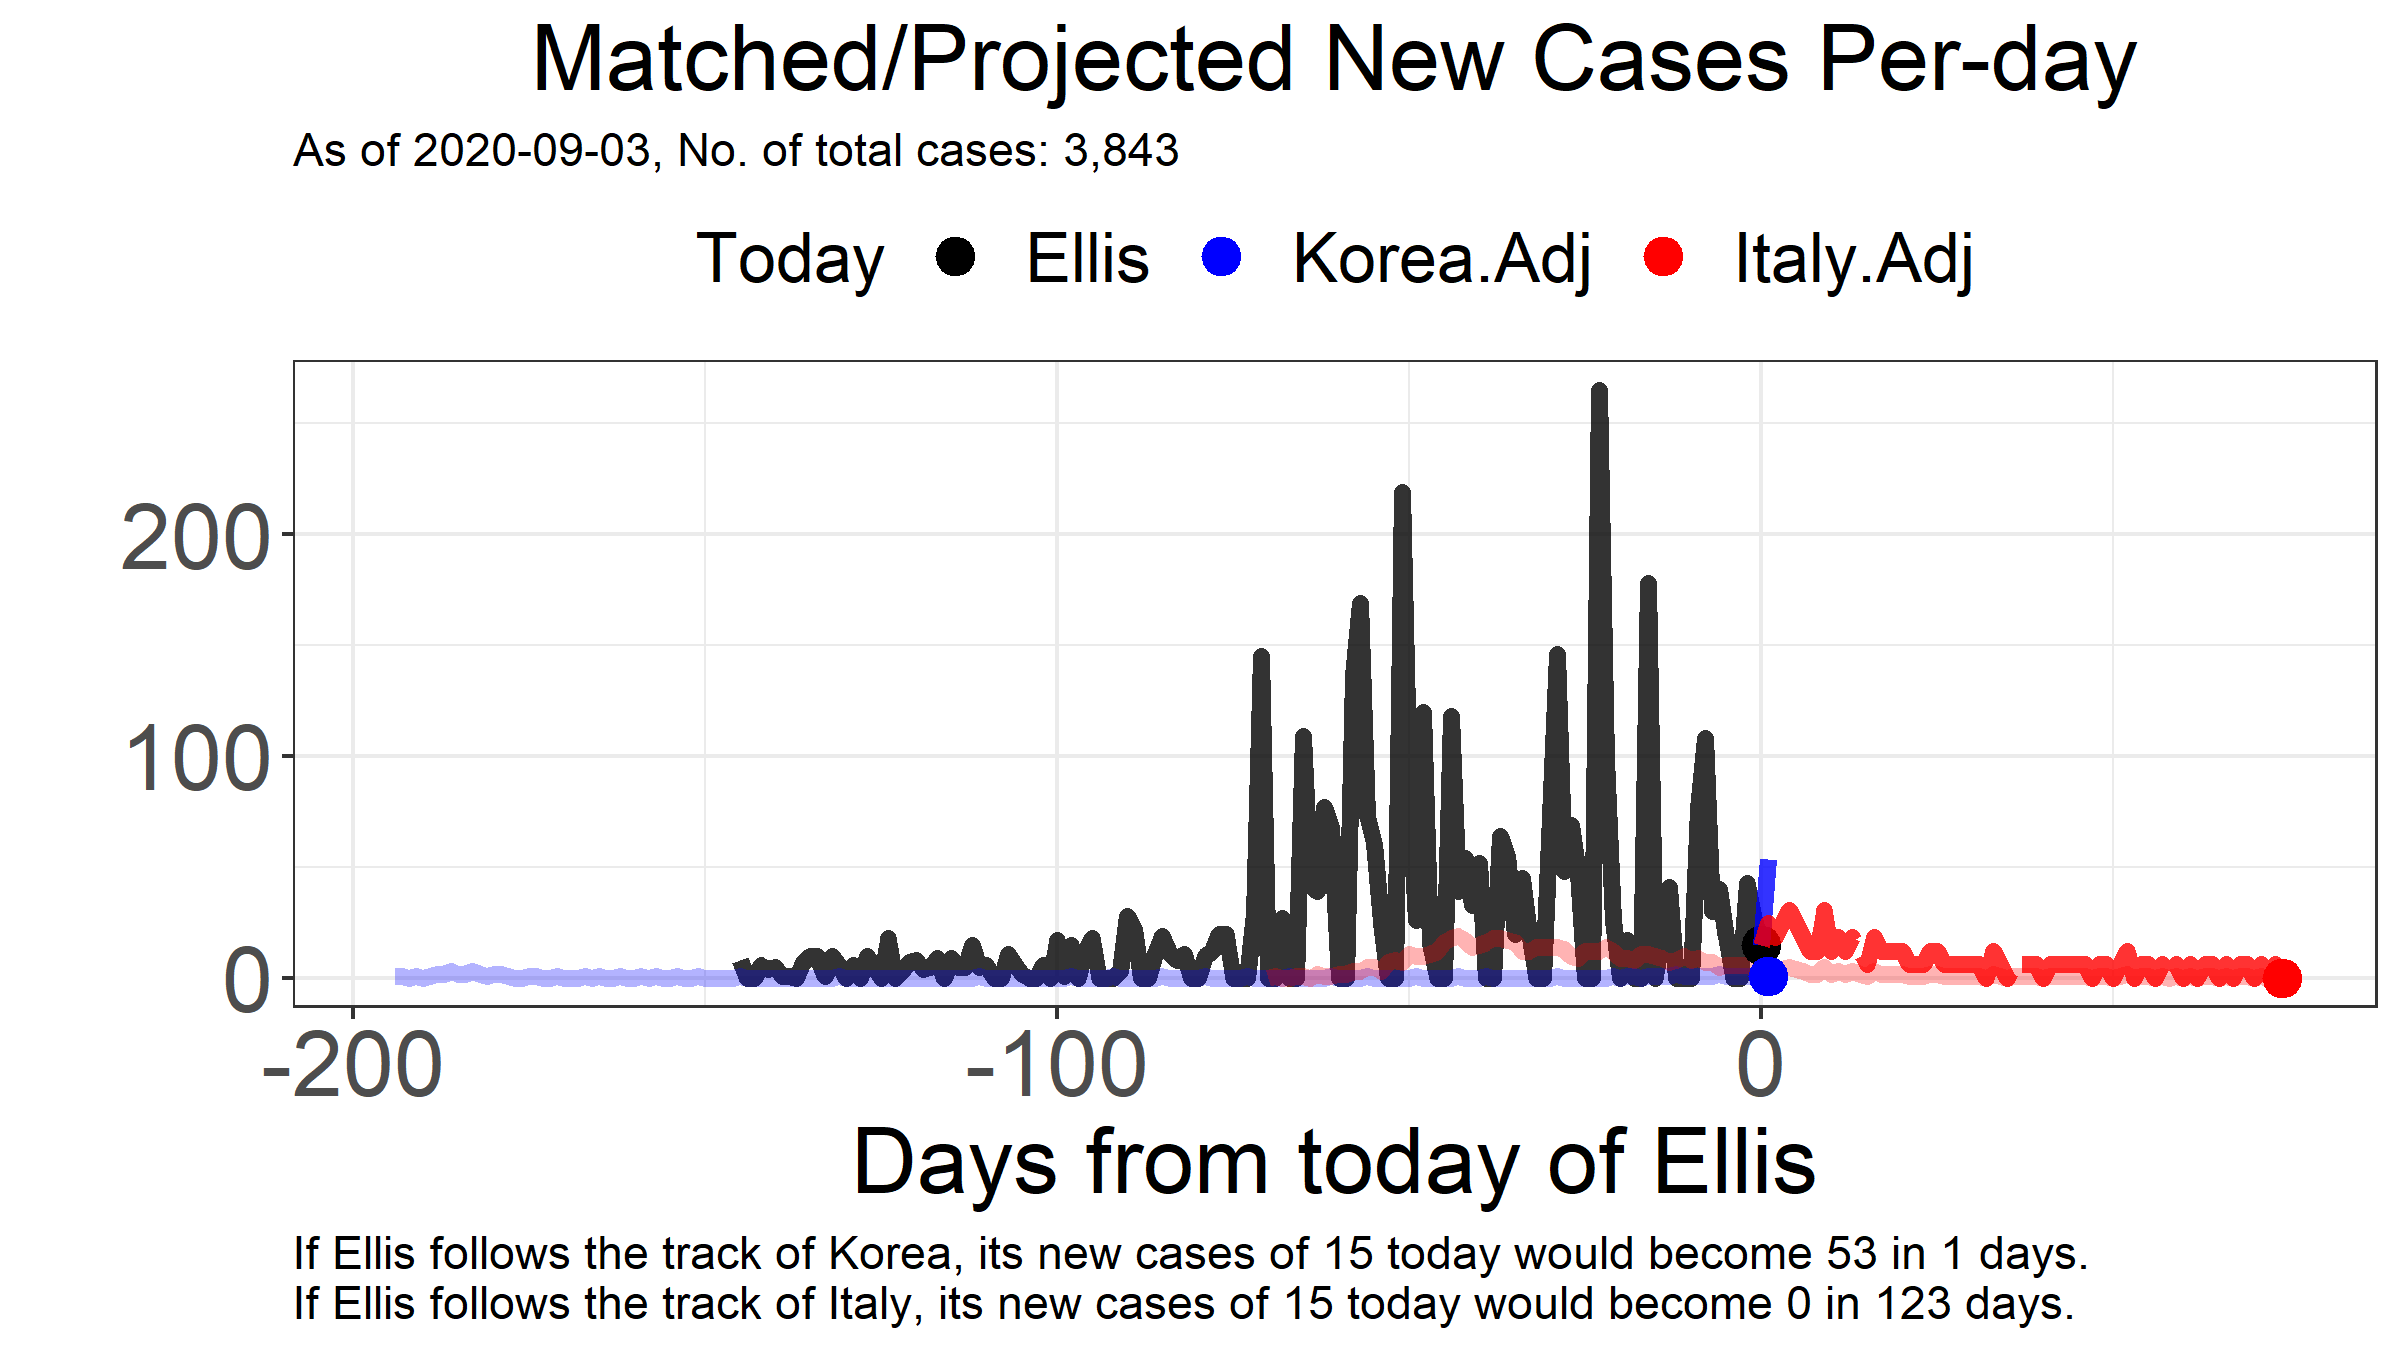 Matched/Projected New Cases Per-day
As of 2020-09-03, No. of total cases: 3,843
Today Ellis Korea.Adj Italy.Adj
200
100
0
-200 -100 0
Days from today of Ellis
If Ellis follows the track of Korea, its new cases of 15 today would become 53 in 1 days.
If Ellis follows the track of Italy, its new cases of 15 today would become 0 in 123 days.